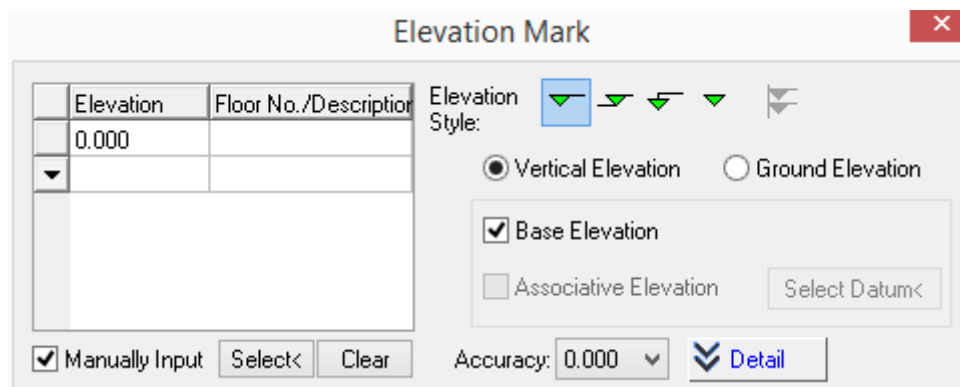 Elevation Mark
Elevation Floor No./Description
0.000
Elevation Style:
Vertical Elevation Ground Elevation
Base Elevation
Associative Elevation Select Datum<
Manually Input Select< Clear Accuracy: 0.000 Detail